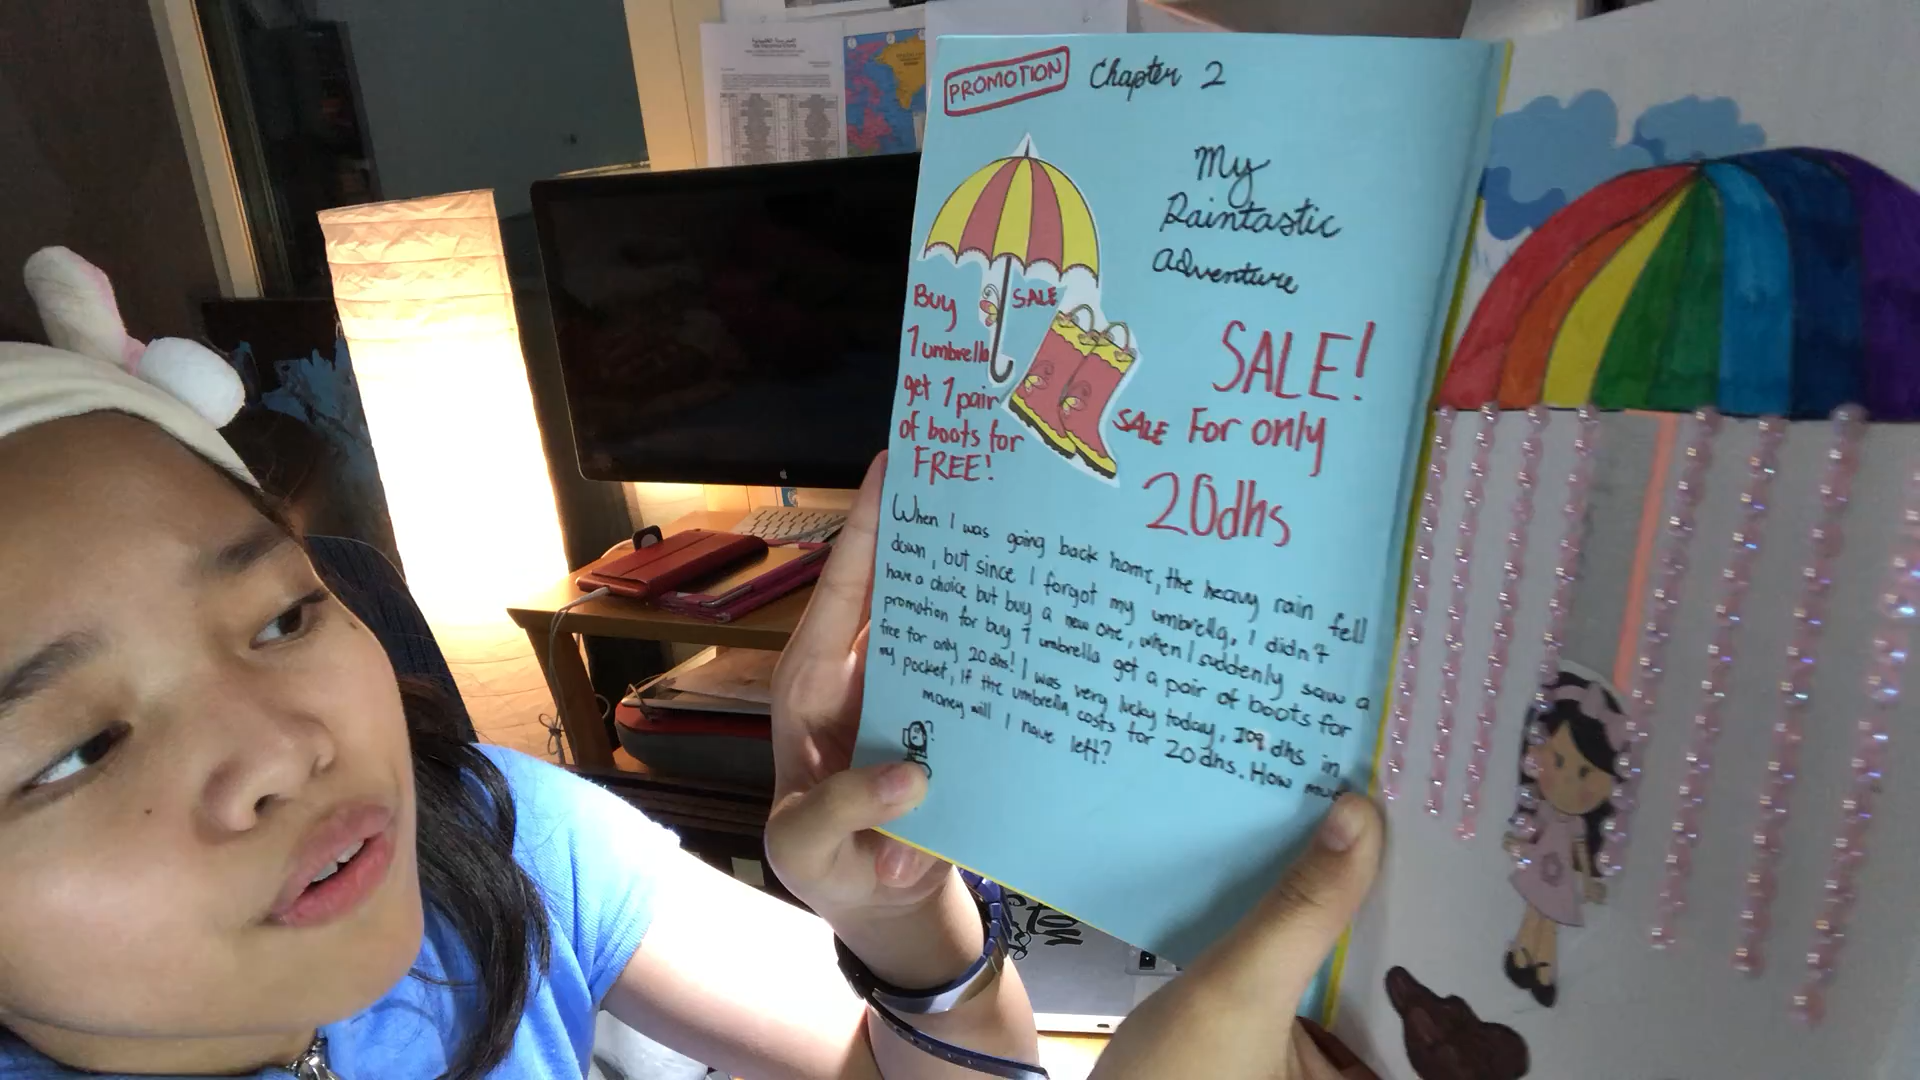 PROMOTION Chapter 2
My
Raintastic
Adventure
Buy
1 umbrella
get 1 pair
of boots for
FREE!
SALE
SALE
SALE!
For only
20dhs
When I was going back home, the heavy rain fell
down, but since I forgot my umbrella, I didn't
have a choice but buy a new one, when I suddenly saw a
promotion for buy 1 umbrella get a pair of boots for
free for only 20 dhs! I was very lucky today, 109 dhs in
my pocket, if the umbrella costs for 20dhs. How much
money will I have left?
?